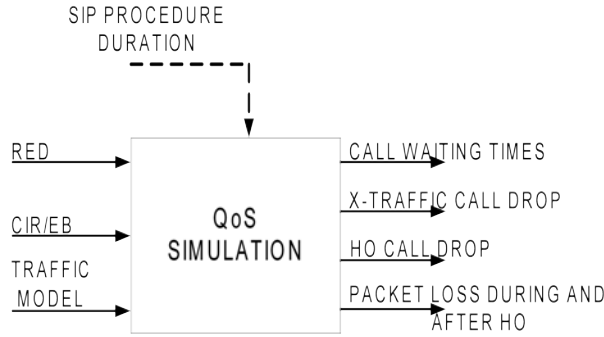 SIP PROCEDURE
DURATION
RED
CIR/EB
TRAFFIC
MODEL
QoS
SIMULATION
CALL WAITING TIMES
X-TRAFFIC CALL DROP
HO CALL DROP
PACKET LOSS DURING AND
AFTER HO